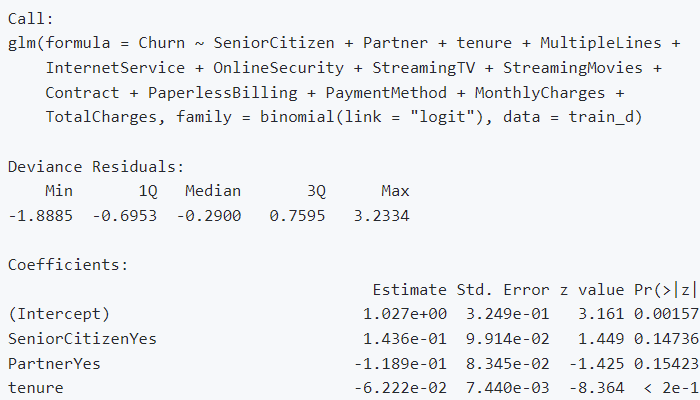 Call:
glm(formula = Churn ~ SeniorCitizen + Partner + tenure + MultipleLines +
    InternetService + OnlineSecurity + StreamingTV + StreamingMovies +
    Contract + PaperlessBilling + PaymentMethod + MonthlyCharges +
    TotalCharges, family = binomial(link = "logit"), data = train_d)
Deviance Residuals:
    Min      1Q   Median      3Q     Max
-1.8885 -0.6953 -0.2900  0.7595  3.2334
Coefficients:
                                      Estimate Std. Error z value Pr(>|z|
(Intercept)                          1.027e+00  3.249e-01   3.161 0.00157
SeniorCitizenYes                     1.436e-01  9.914e-02   1.449 0.14736
PartnerYes                          -1.189e-01  8.345e-02  -1.425 0.15423
tenure                              -6.222e-02  7.440e-03  -8.364  < 2e-1